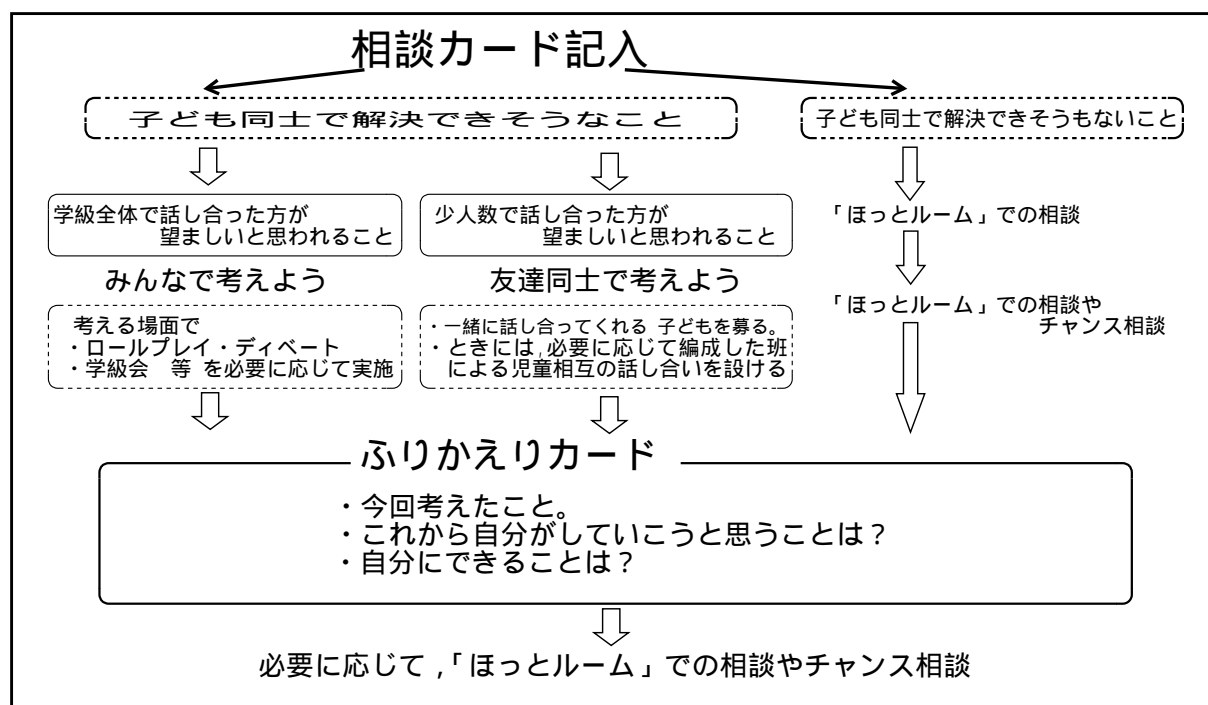 相談カード記入
子ども同士で解決できそうなこと
子ども同士で解決できそうもないこと
学級全体で話し合った方が
望ましいと思われること
少人数で話し合った方が
望ましいと思われること
「ほっとルーム」での相談
みんなで考えよう
友達同士で考えよう
「ほっとルーム」での相談や
チャンス相談
考える場面で
・ロールプレイ・ディベート
・学級会 等 を必要に応じて実施
・一緒に話し合ってくれる 子どもを募る。
・ときには,必要に応じて編成した班
による児童相互の話し合いを設ける
ふりかえりカード
・今回考えたこと。
・これから自分がしていこうと思うことは?
・自分にできることは?
必要に応じて,「ほっとルーム」での相談やチャンス相談